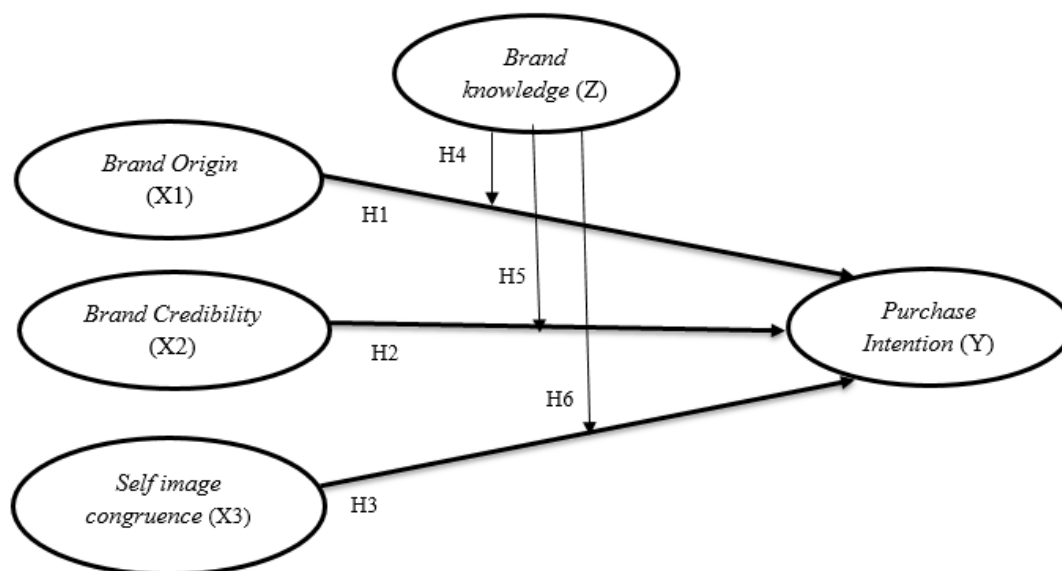 Brand
knowledge (Z)
H4
Brand Origin
(X1)
H1
H5
Brand Credibility
(X2)
Purchase
Intention (Y)
H2
H6
Self image
congruence (X3)
H3